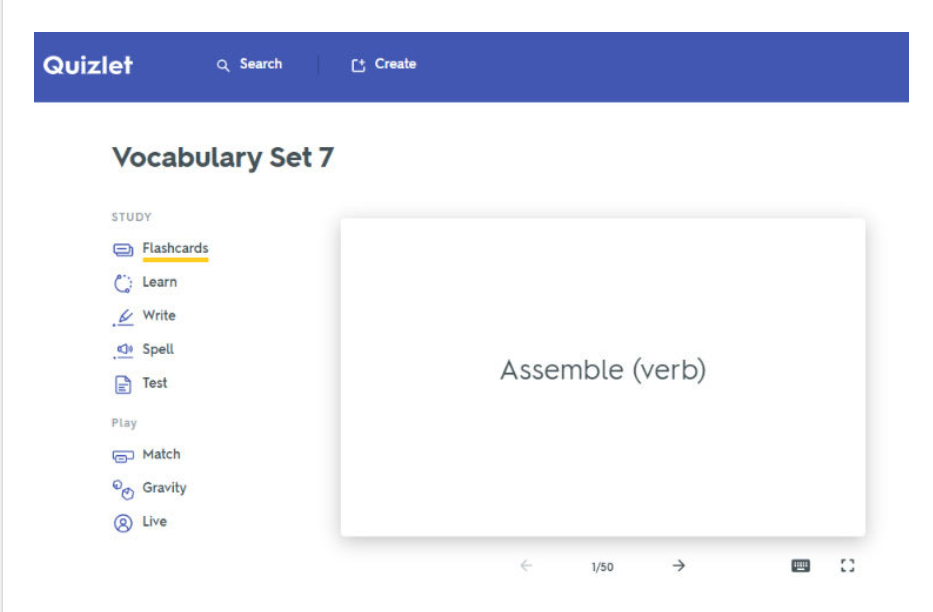 Quizlet
Search
Create
Vocabulary Set 7
STUDY
Flashcards
Learn
Write
Spell
Test
Play
Match
Gravity
Live
Assemble (verb)
1/50